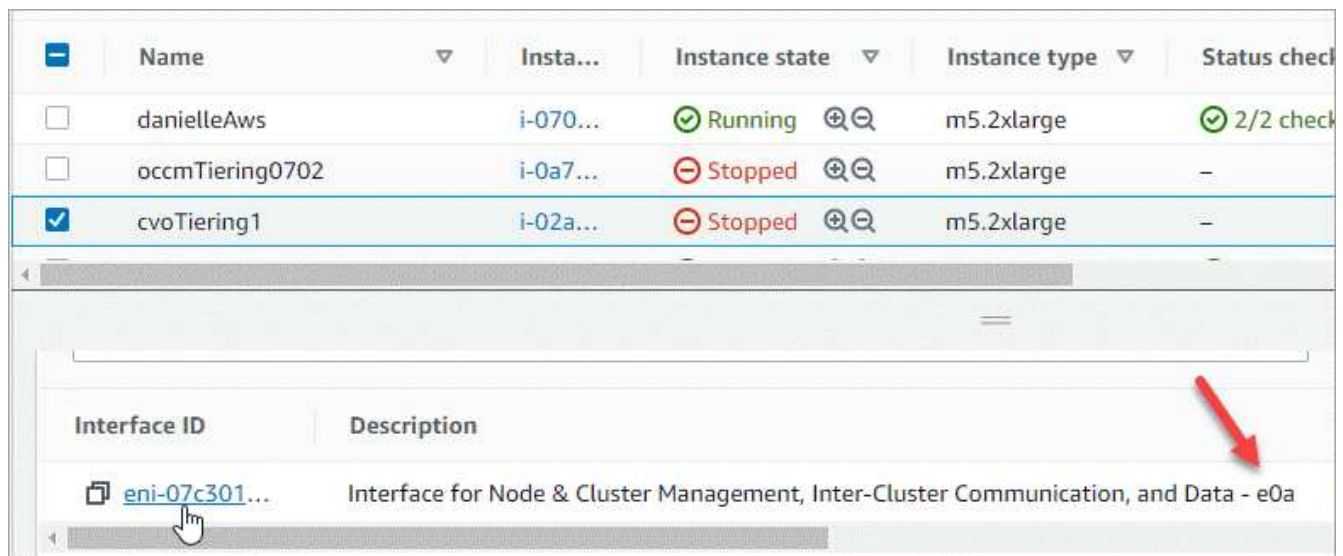 Name Insta... Instance state Instance type Status check
danielleAws i-070... Running m5.2xlarge 2/2 check
occmTiering0702 i-0a7... Stopped m5.2xlarge –
cvoTiering1 i-02a... Stopped m5.2xlarge –
Interface ID Description
eni-07c301... Interface for Node & Cluster Management, Inter-Cluster Communication, and Data - e0a